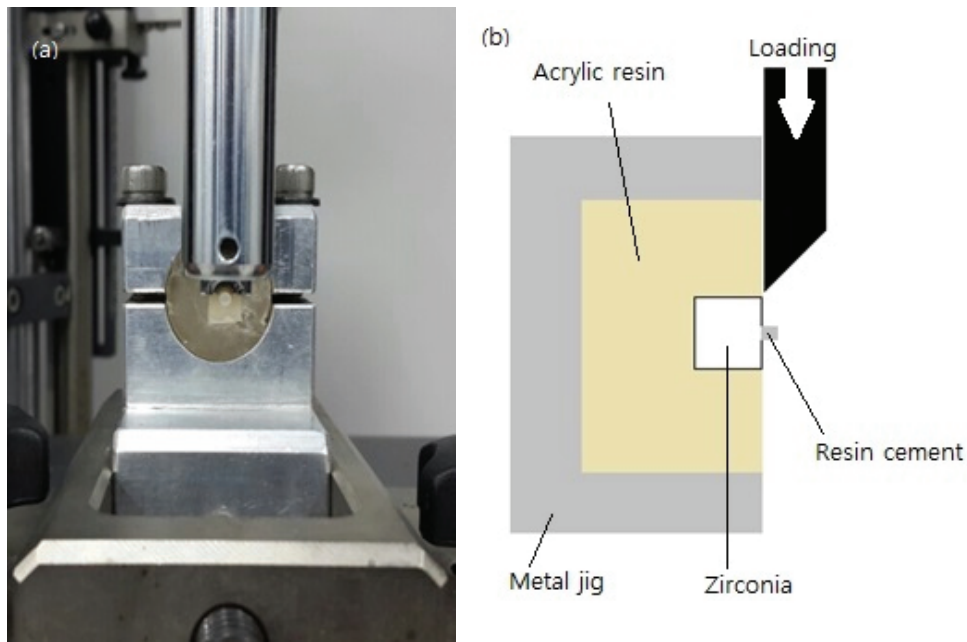 (a)
(b)
Loading
Acrylic resin
Resin cement
Metal jig
Zirconia